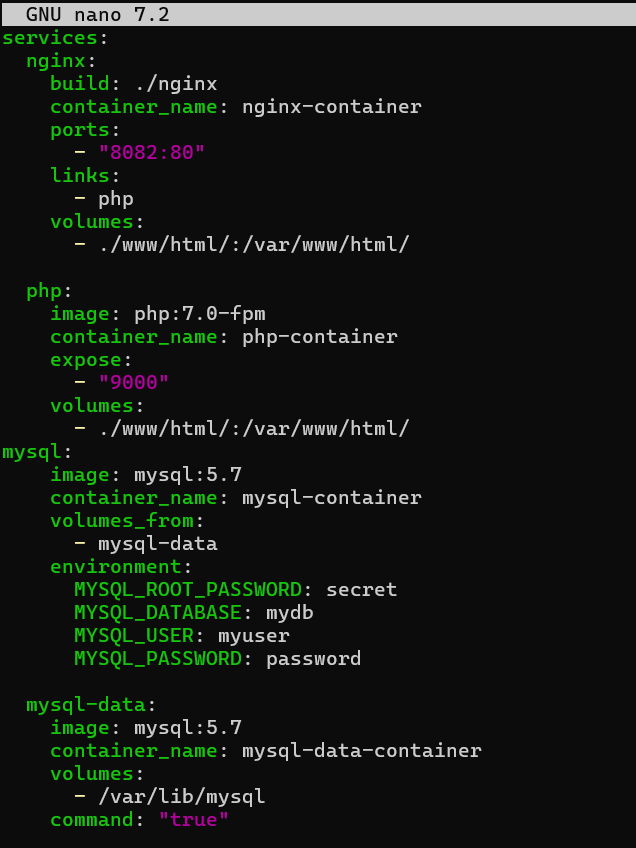 GNU nano 7.2
services:
  nginx:
    build: ./nginx
    container_name: nginx-container
    ports:
      - "8082:80"
    links:
      - php
    volumes:
      - ./www/html/:/var/www/html/

  php:
    image: php:7.0-fpm
    container_name: php-container
    expose:
      - "9000"
    volumes:
      - ./www/html/:/var/www/html/
mysql:
    image: mysql:5.7
    container_name: mysql-container
    volumes_from:
      - mysql-data
    environment:
      MYSQL_ROOT_PASSWORD: secret
      MYSQL_DATABASE: mydb
      MYSQL_USER: myuser
      MYSQL_PASSWORD: password

  mysql-data:
    image: mysql:5.7
    container_name: mysql-data-container
    volumes:
      - /var/lib/mysql
    command: "true"